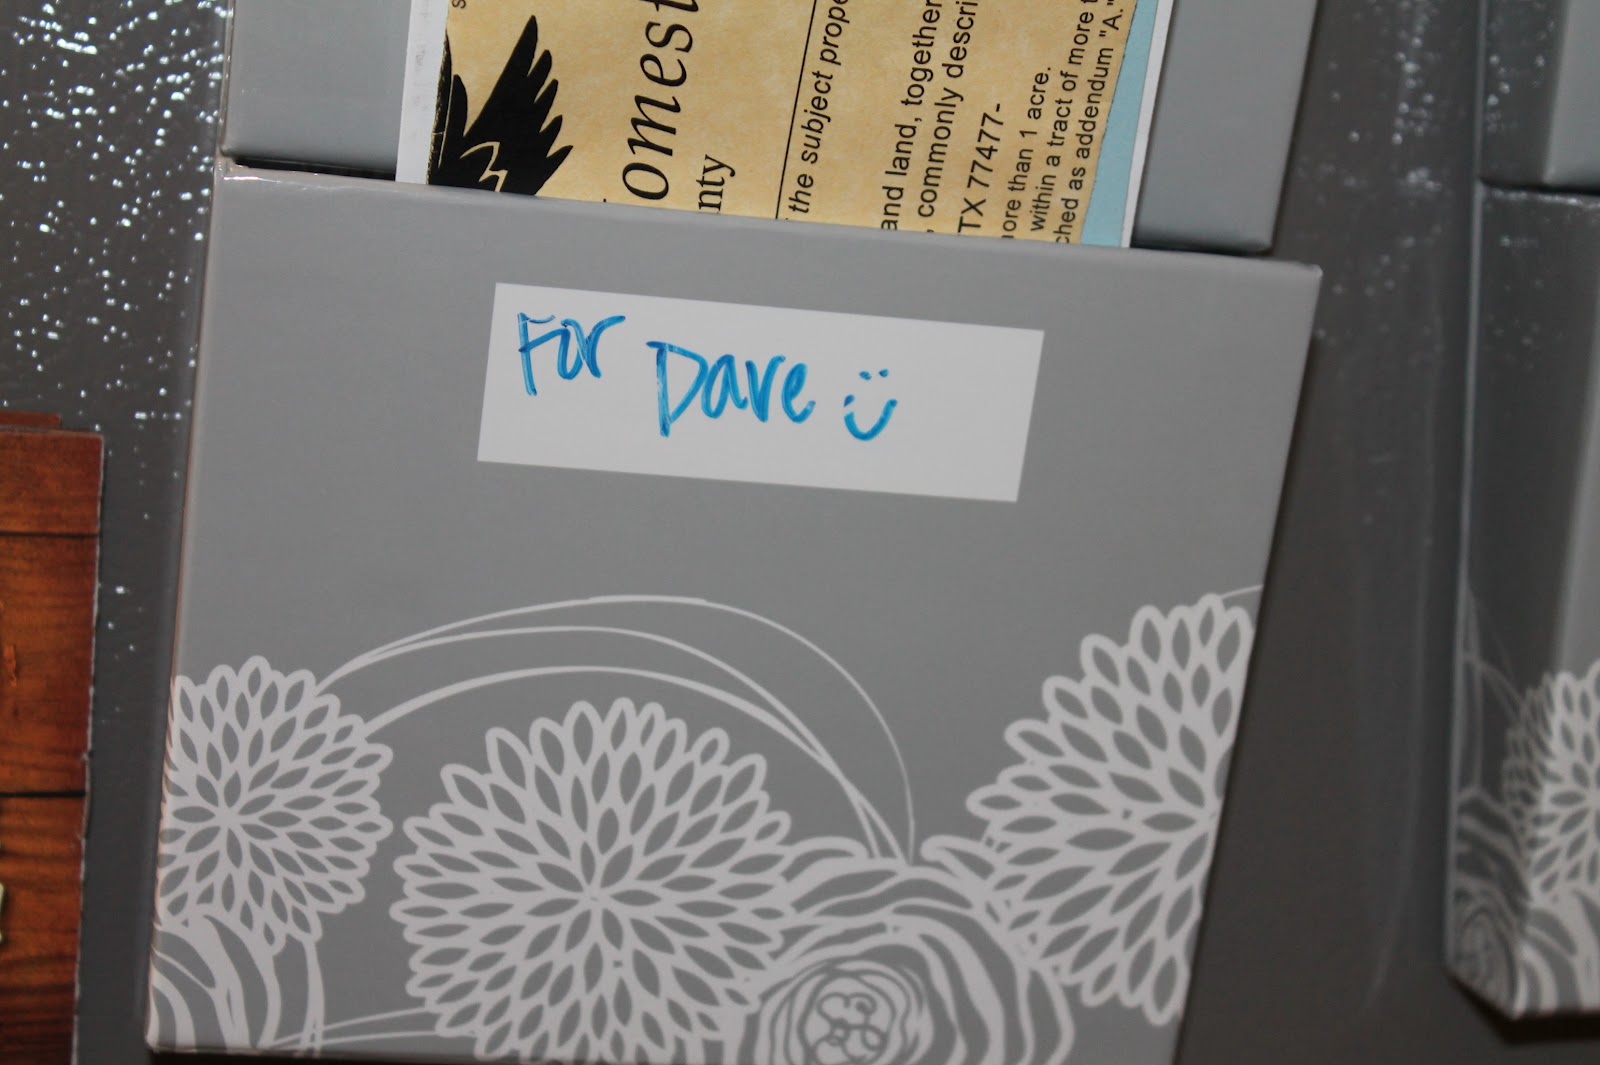 omest
nty
the subject prope
and land, together
, commonly descri
TX 77477-
ore than 1 acre.
within a tract of more t
ched as addendum "A."
For Dave